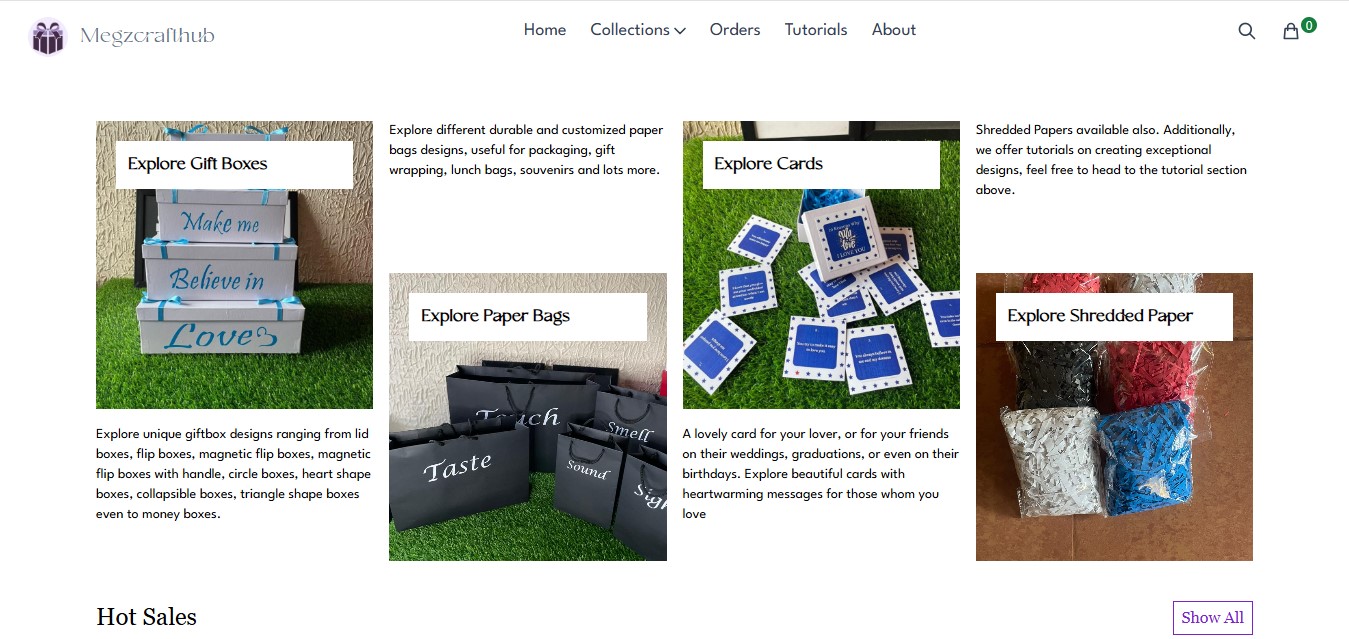 Megzcrafthub
Home
Collections
Orders
Tutorials
About
0
Explore Gift Boxes
Make me
Believe in
Love
Explore unique giftbox designs ranging from lid
boxes, flip boxes, magnetic flip boxes, magnetic
flip boxes with handle, circle boxes, heart shape
boxes, collapsible boxes, triangle shape boxes
even to money boxes.
Explore different durable and customized paper
bags designs, useful for packaging, gift
wrapping, lunch bags, souvenirs and lots more.
Explore Paper Bags
Touch
Smell
Taste
Sound
Sigh
Explore Cards
I LOVE YOU
A lovely card for your lover, or for your friends
on their weddings, graduations, or even on their
birthdays. Explore beautiful cards with
heartwarming messages for those whom you
love
Shredded Papers available also. Additionally,
we offer tutorials on creating exceptional
designs, feel free to head to the tutorial section
above.
Explore Shredded Paper
Hot Sales
Show All